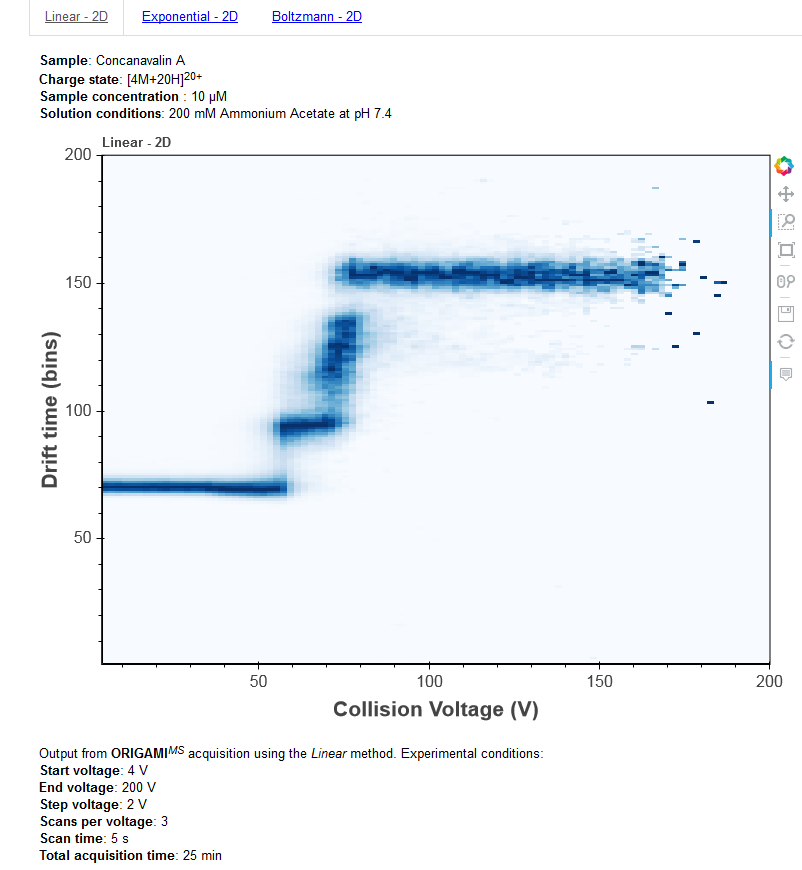 Linear - 2D Exponential - 2D Boltzmann - 2D
Sample: Concanavalin A
Charge state: [4M+20H]20+
Sample concentration : 10 µM
Solution conditions: 200 mM Ammonium Acetate at pH 7.4
Linear - 2D
200
150
100
50
Drift time (bins)
50 100 150 200
Collision Voltage (V)
Output from ORIGAMIMS acquisition using the Linear method. Experimental conditions:
Start voltage: 4 V
End voltage: 200 V
Step voltage: 2 V
Scans per voltage: 3
Scan time: 5 s
Total acquisition time: 25 min